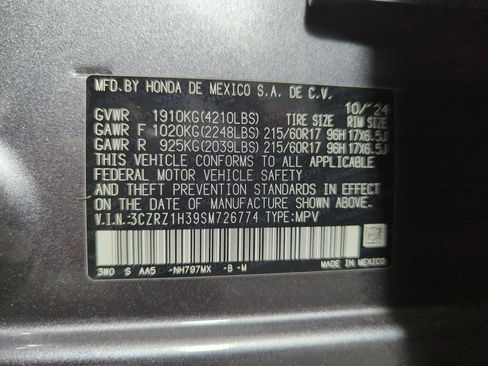 MFD.BY HONDA DE MEXICO S.A. DE C.V.
10/24
GVWR 1910KG(4210LBS) TIRE SIZE RIM SIZE
GAWR F 1020KG(2248LBS) 215/60R17 96H 17X6.5J
GAWR R 925KG(2039LBS) 215/60R17 96H 17X6.5J
THIS VEHICLE CONFORMS TO ALL APPLICABLE
FEDERAL MOTOR VEHICLE SAFETY
AND THEFT PREVENTION STANDARDS IN EFFECT ON
THE DATE OF MANUFACTURE SHOWN ABOVE.
V.I.N.:3CZRZ1H39SM726774 TYPE:MPV
3W0 S AA5 -NH797MX -B -M